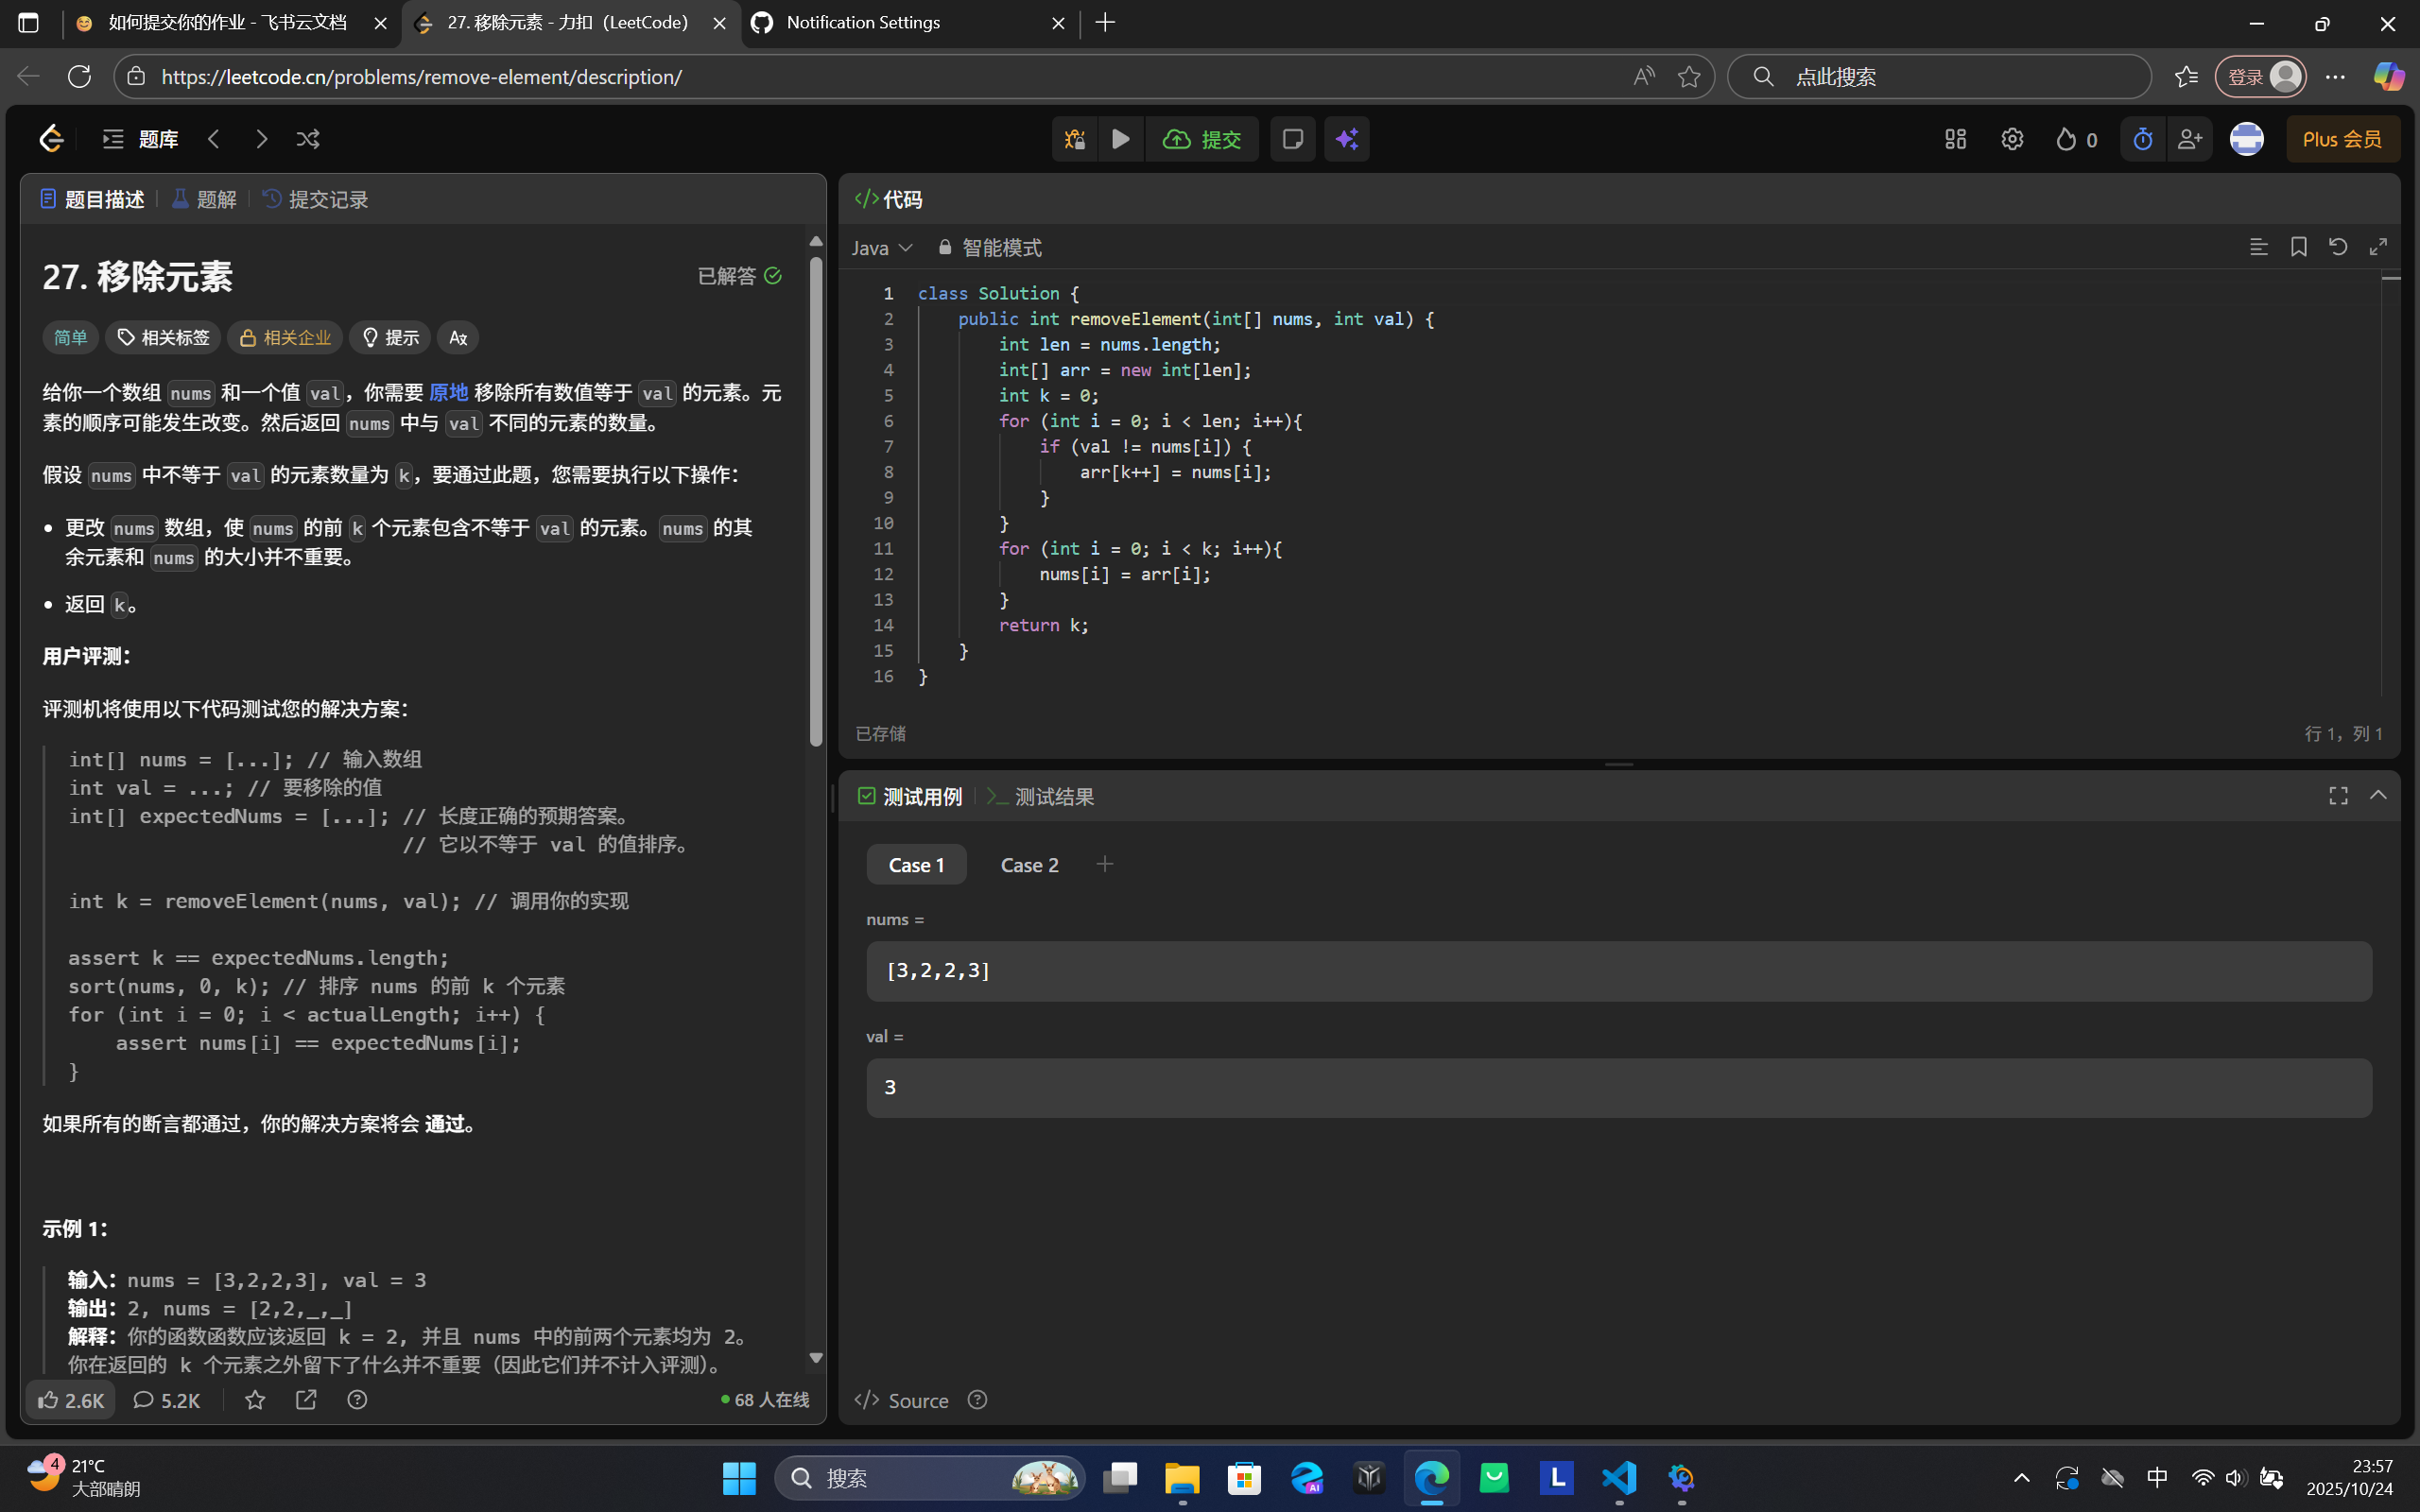 如何提交你的作业 - 飞书云文档
27. 移除元素 - 力扣（LeetCode）
Notification Settings
https://leetcode.cn/problems/remove-element/description/
点此搜索
登录
题库
提交
0
Plus 会员
题目描述
题解
提交记录
27. 移除元素
已解答
简单
相关标签
相关企业
提示
给你一个数组 nums 和一个值 val，你需要 原地 移除所有数值等于 val 的元素。元
素的顺序可能发生改变。然后返回 nums 中与 val 不同的元素的数量。
假设 nums 中不等于 val 的元素数量为 k，要通过此题，您需要执行以下操作：
更改 nums 数组，使 nums 的前 k 个元素包含不等于 val 的元素。nums 的其
余元素和 nums 的大小并不重要。
返回 k。
用户评测：
评测机将使用以下代码测试您的解决方案：
int[] nums = [...]; // 输入数组
int val = ...; // 要移除的值
int[] expectedNums = [...]; // 长度正确的预期答案。
// 它以不等于 val 的值排序。
int k = removeElement(nums, val); // 调用你的实现
assert k == expectedNums.length;
sort(nums, 0, k); // 排序 nums 的前 k 个元素
for (int i = 0; i < actualLength; i++) {
assert nums[i] == expectedNums[i];
}
如果所有的断言都通过，你的解决方案将会 通过。
示例 1：
输入：nums = [3,2,2,3], val = 3
输出：2, nums = [2,2,_,_]
解释：你的函数函数应该返回 k = 2, 并且 nums 中的前两个元素均为 2。
你在返回的 k 个元素之外留下了什么并不重要（因此它们并不计入评测）。
2.6K
5.2K
68 人在线
代码
Java
智能模式
1 class Solution {
2 public int removeElement(int[] nums, int val) {
3 int len = nums.length;
4 int[] arr = new int[len];
5 int k = 0;
6 for (int i = 0; i < len; i++){
7 if (val != nums[i]) {
8 arr[k++] = nums[i];
9 }
10 }
11 for (int i = 0; i < k; i++){
12 nums[i] = arr[i];
13 }
14 return k;
15 }
16 }
已存储
行 1，列 1
测试用例
测试结果
Case 1
Case 2
nums =
[3,2,2,3]
val =
3
Source
4
21°C
大部晴朗
搜索
中
23:57
2025/10/24